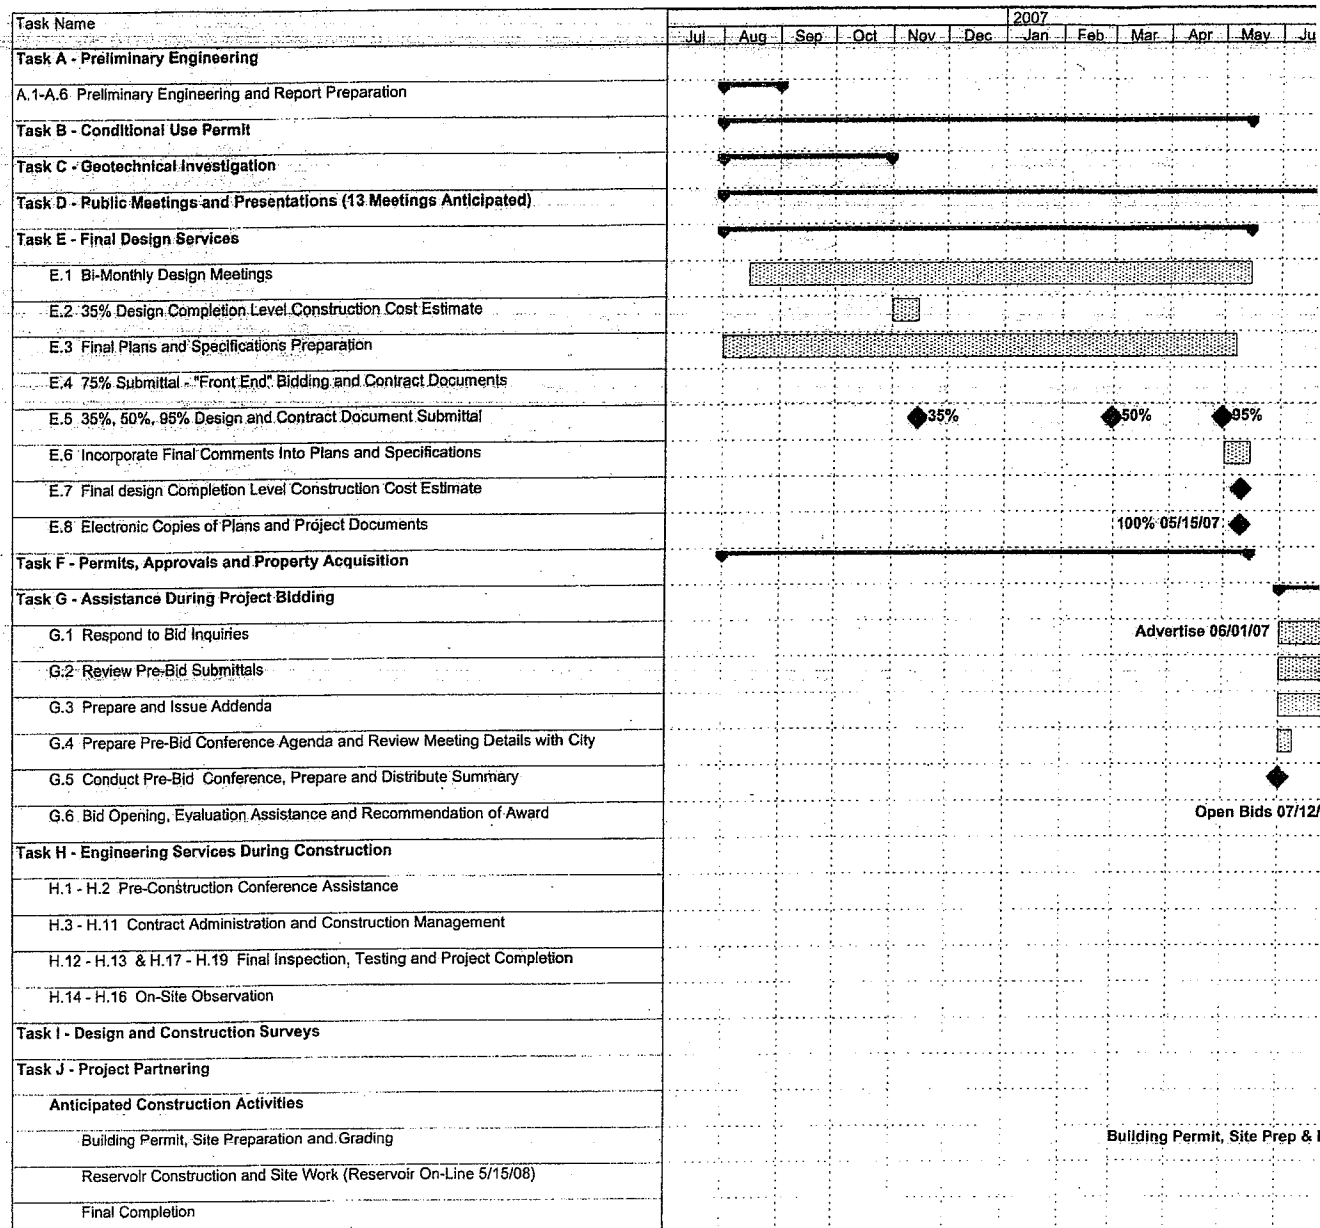 Task Name
2007
Jul Aug Sep Oct Nov Dec Jan Feb Mar Apr May Ju
Task A - Preliminary Engineering
A.1-A.6 Preliminary Engineering and Report Preparation
Task B - Conditional Use Permit
Task C - Geotechnical Investigation
Task D - Public Meetings and Presentations (13 Meetings Anticipated)
Task E - Final Design Services
E.1 Bi-Monthly Design Meetings
E.2 35% Design Completion Level Construction Cost Estimate
E.3 Final Plans and Specifications Preparation
E.4 75% Submittal - "Front End" Bidding and Contract Documents
E.5 35%, 50%, 95% Design and Contract Document Submittal 35% 50% 95%
E.6 Incorporate Final Comments Into Plans and Specifications
E.7 Final design Completion Level Construction Cost Estimate
E.8 Electronic Copies of Plans and Project Documents 100% 05/15/07
Task F - Permits, Approvals and Property Acquisition
Task G - Assistance During Project Bidding
G.1 Respond to Bid Inquiries Advertise 06/01/07
G.2 Review Pre-Bid Submittals
G.3 Prepare and Issue Addenda
G.4 Prepare Pre-Bid Conference Agenda and Review Meeting Details with City
G.5 Conduct Pre-Bid Conference, Prepare and Distribute Summary
G.6 Bid Opening, Evaluation Assistance and Recommendation of Award Open Bids 07/12/
Task H - Engineering Services During Construction
H.1 - H.2 Pre-Construction Conference Assistance
H.3 - H.11 Contract Administration and Construction Management
H.12 - H.13 & H.17 - H.19 Final Inspection, Testing and Project Completion
H.14 - H.16 On-Site Observation
Task I - Design and Construction Surveys
Task J - Project Partnering
Anticipated Construction Activities
Building Permit, Site Preparation and Grading Building Permit, Site Prep &
Reservoir Construction and Site Work (Reservoir On-Line 5/15/08)
Final Completion